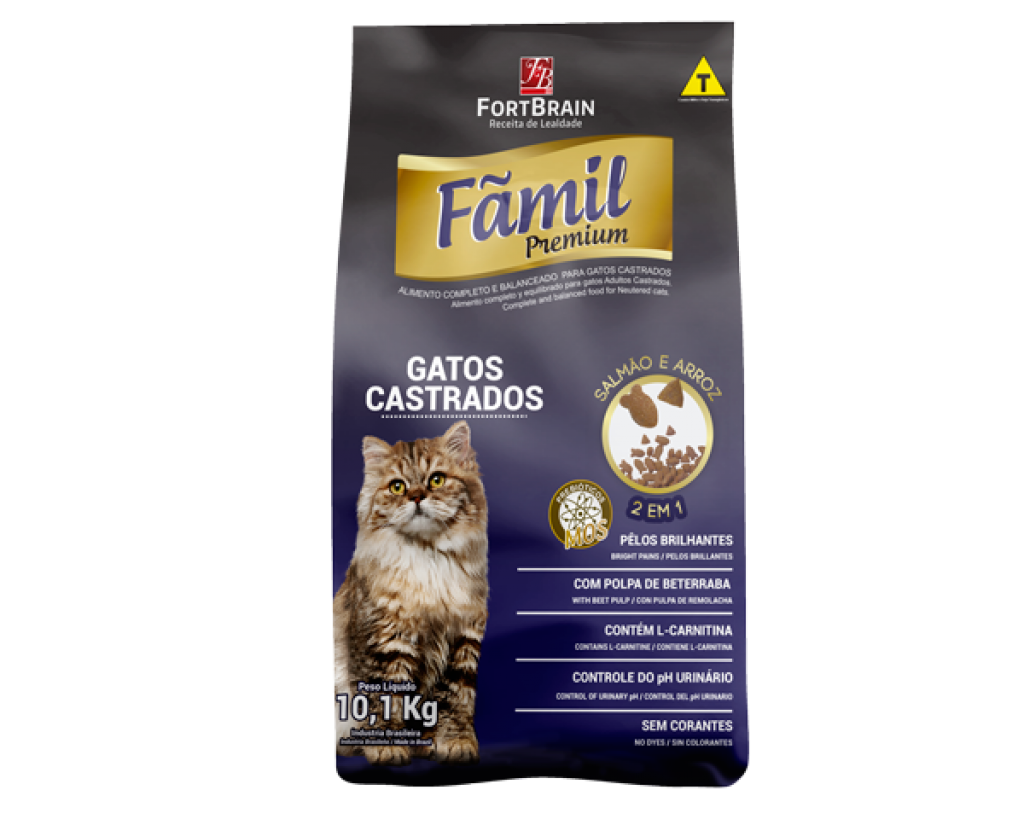 FB
FORTBRAIN
Receita de Lealdade
T
Fãmil
Premium
ALIMENTO COMPLETO E BALANCEADO PARA GATOS CASTRADOS
Alimento completo y equilibrado para gatos Adultos Castrados.
Complete and balanced food for Neutered cats.
GATOS
CASTRADOS
SALMÃO E ARROZ
2 EM 1
PREBIÓTICOS
MOS
PÊLOS BRILHANTES
BRIGHT PAINS / PELOS BRILLANTES
COM POLPA DE BETERRABA
WITH BEET PULP / CON PULPA DE REMOLACHA
CONTÉM L-CARNITINA
CONTAINS L-CARNITINE / CONTIENE L-CARNITINA
CONTROLE DO pH URINÁRIO
CONTROL OF URINARY pH / CONTROL DEL pH URINARIO
SEM CORANTES
NO DYES / SIN COLORANTES
Peso Líquido
10,1 Kg
Industria Brasileira
Industria Brasileña / Made in Brazil